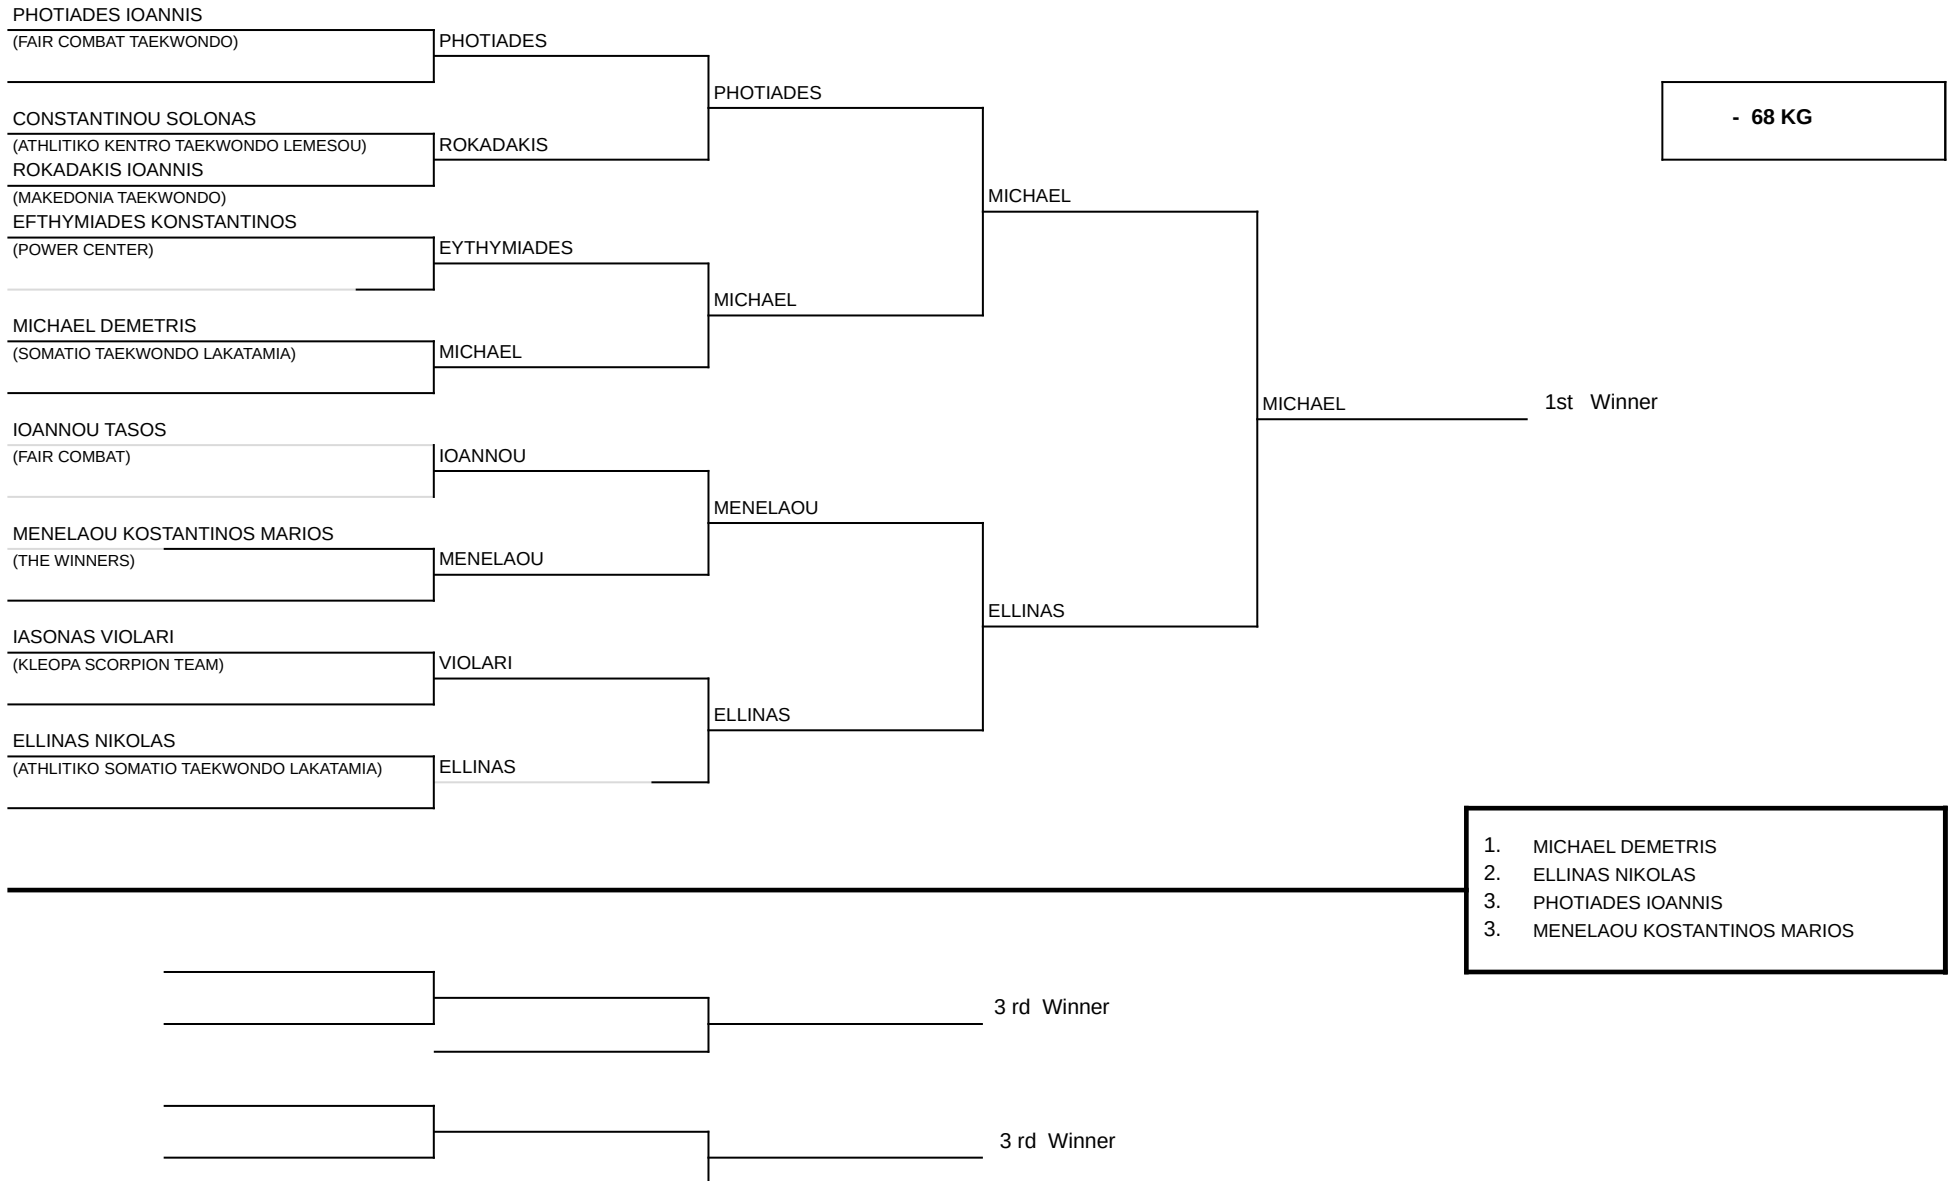 PHOTIADES IOANNIS
(FAIR COMBAT TAEKWONDO)
PHOTIADES
PHOTIADES
- 68 KG
CONSTANTINOU SOLONAS
(ATHLITIKO KENTRO TAEKWONDO LEMESOU)
ROKADAKIS
ROKADAKIS IOANNIS
(MAKEDONIA TAEKWONDO)
MICHAEL
EFTHYMIADES KONSTANTINOS
(POWER CENTER)
EYTHYMIADES
MICHAEL
MICHAEL DEMETRIS
(SOMATIO TAEKWONDO LAKATAMIA)
MICHAEL
MICHAEL
1st Winner
IOANNOU TASOS
(FAIR COMBAT)
IOANNOU
MENELAOU
MENELAOU KOSTANTINOS MARIOS
(THE WINNERS)
MENELAOU
ELLINAS
IASONAS VIOLARI
(KLEOPA SCORPION TEAM)
VIOLARI
ELLINAS
ELLINAS NIKOLAS
(ATHLITIKO SOMATIO TAEKWONDO LAKATAMIA)
ELLINAS
1. MICHAEL DEMETRIS
2. ELLINAS NIKOLAS
3. PHOTIADES IOANNIS
3. MENELAOU KOSTANTINOS MARIOS
3 rd Winner
3 rd Winner